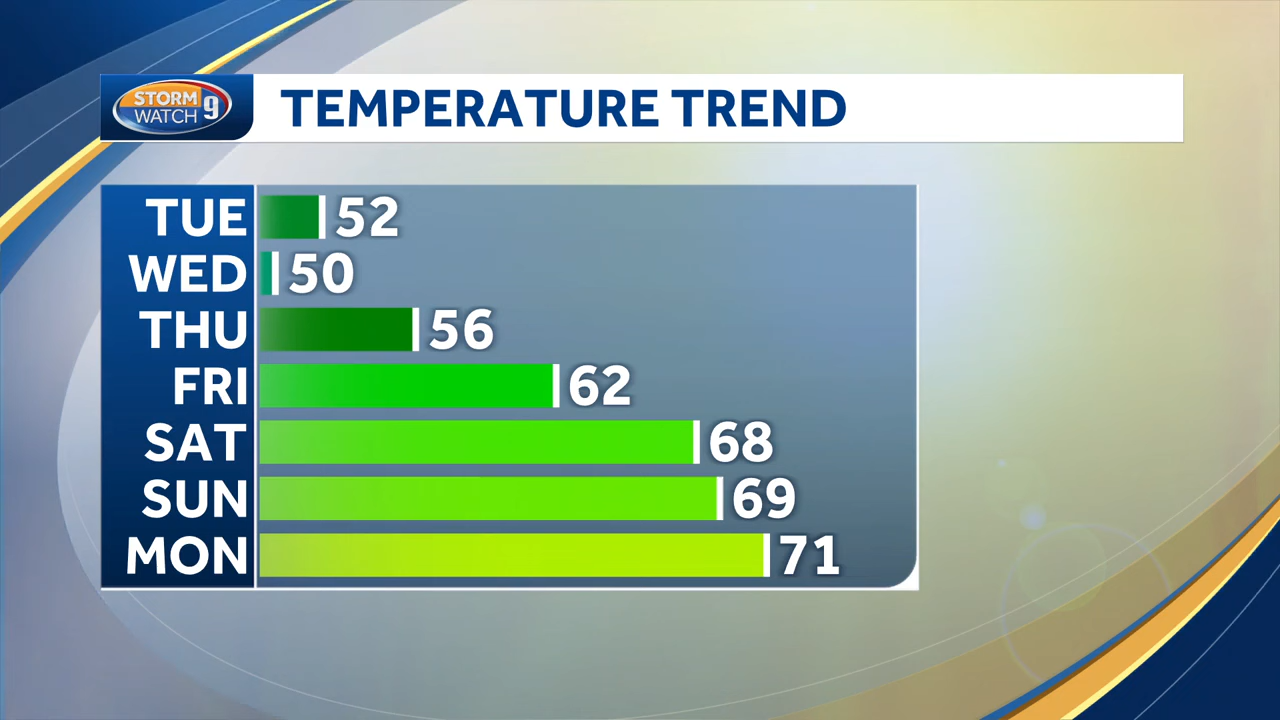 STORM
WATCH 9
TEMPERATURE TREND
TUE 52
WED 50
THU 56
FRI 62
SAT 68
SUN 69
MON 71